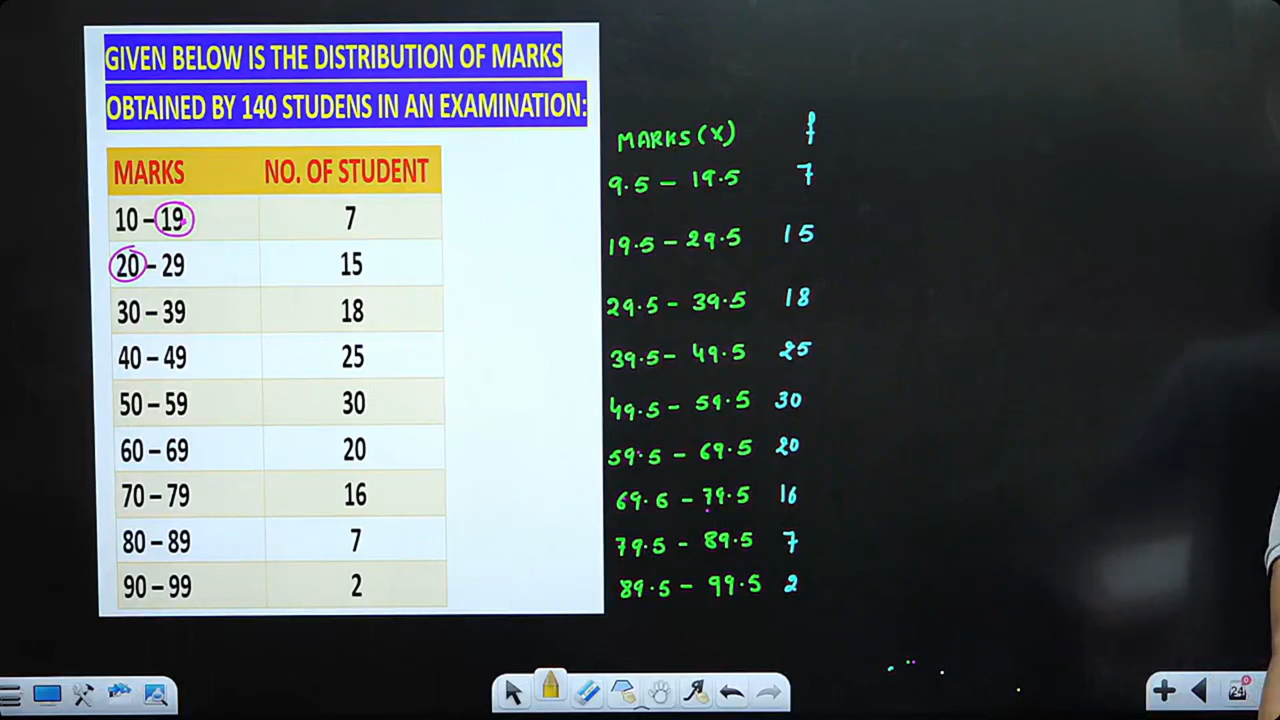 GIVEN BELOW IS THE DISTRIBUTION OF MARKS
OBTAINED BY 140 STUDENS IN AN EXAMINATION:
MARKS NO. OF STUDENT
10 – 19 7
20 – 29 15
30 – 39 18
40 – 49 25
50 – 59 30
60 – 69 20
70 – 79 16
80 – 89 7
90 – 99 2
MARKS (X) f
9.5 – 19.5 7
19.5 – 29.5 15
29.5 – 39.5 18
39.5 – 49.5 25
49.5 – 59.5 30
59.5 – 69.5 20
69.6 – 79.5 16
79.5 – 89.5 7
89.5 – 99.5 2
24